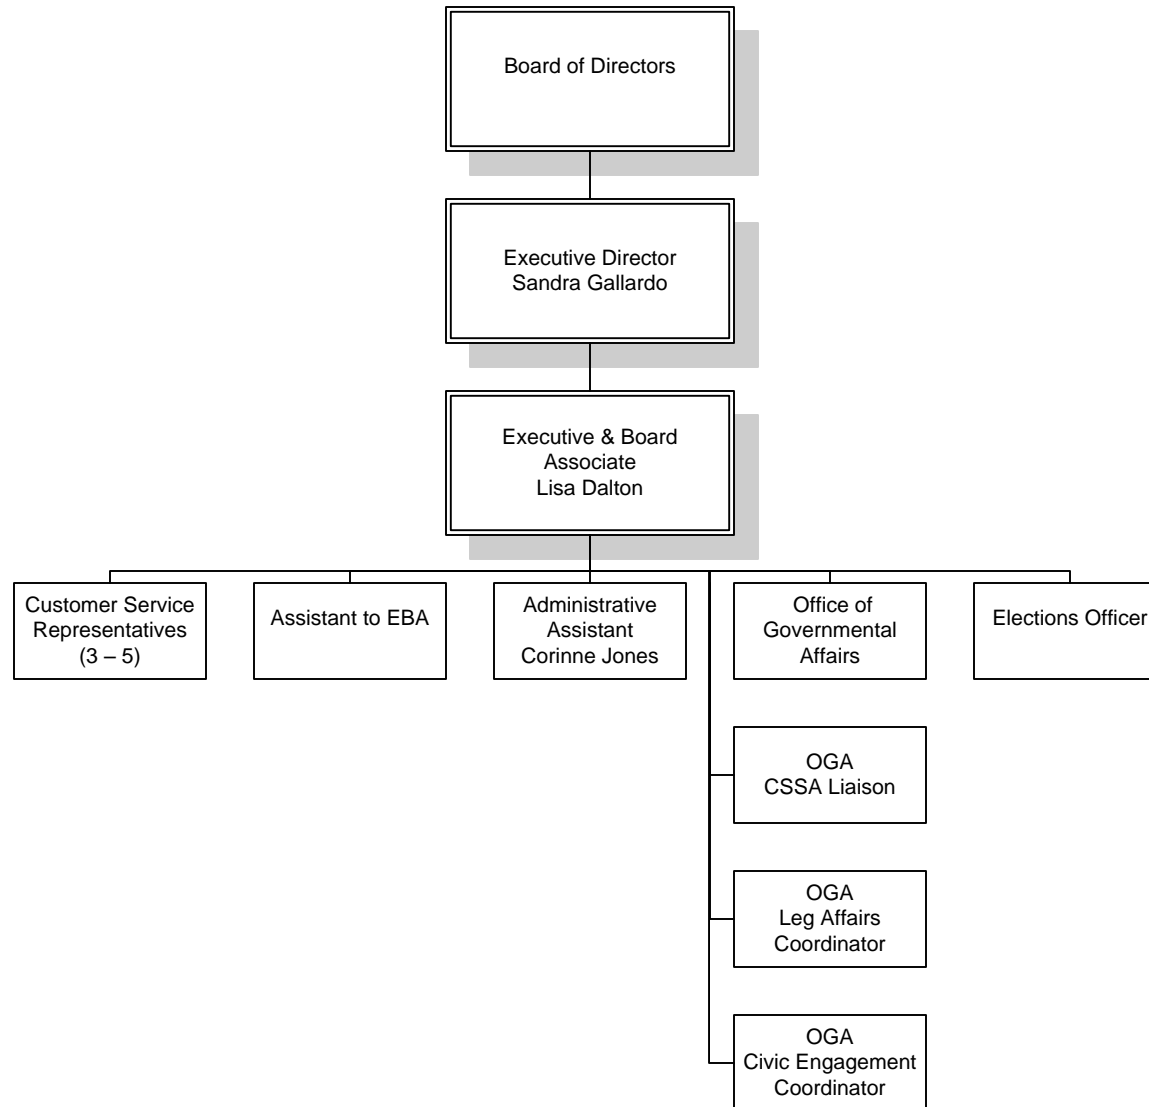 Board of Directors
Executive Director
Sandra Gallardo
Executive & Board
Associate
Lisa Dalton
Customer Service
Representatives
(3 – 5)
Assistant to EBA
Administrative
Assistant
Corinne Jones
Office of
Governmental
Affairs
Elections Officer
OGA
CSSA Liaison
OGA
Leg Affairs
Coordinator
OGA
Civic Engagement
Coordinator